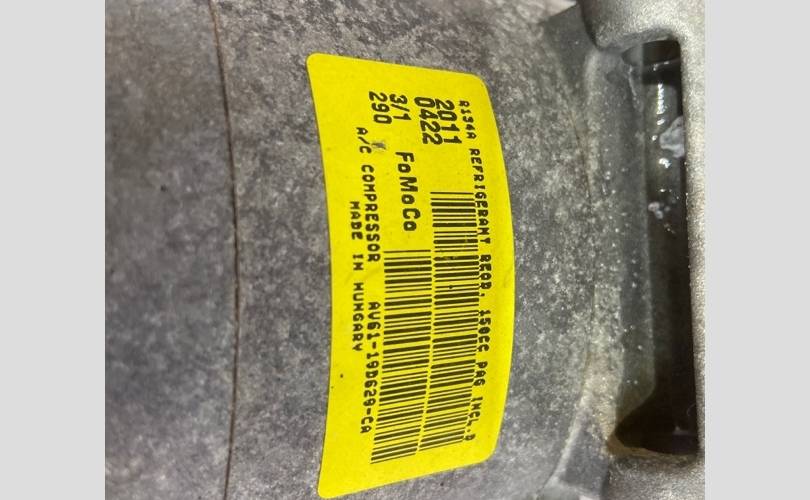 R134A REFRIGERANT REQD. 150CC PAG INCL.D
2011
0422
3/1 FoMoCo
290
A/C COMPRESSOR AV61-19D629-CA
MADE IN HUNGARY